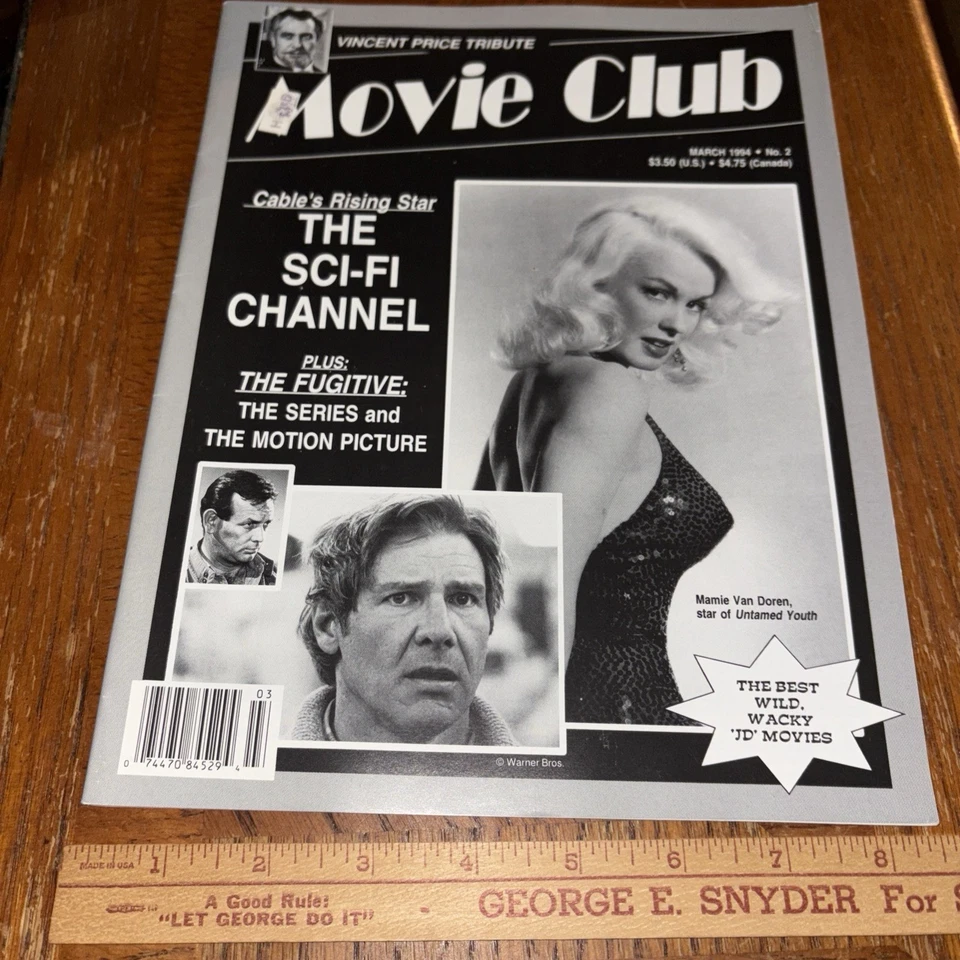 VINCENT PRICE TRIBUTE
Movie Club
MARCH 1994 • No. 2
$3.50 (U.S.) • $4.75 (Canada)
Cable's Rising Star
THE
SCI-FI
CHANNEL
PLUS:
THE FUGITIVE:
THE SERIES and
THE MOTION PICTURE
Mamie Van Doren,
star of Untamed Youth
THE BEST
WILD,
WACKY
'JD' MOVIES
03
0 74470 84529 4
© Warner Bros.
1 2 3 4 5 6 7 8
MADE IN USA
A Good Rule:
"LET GEORGE DO IT"
- GEORGE E. SNYDER For S